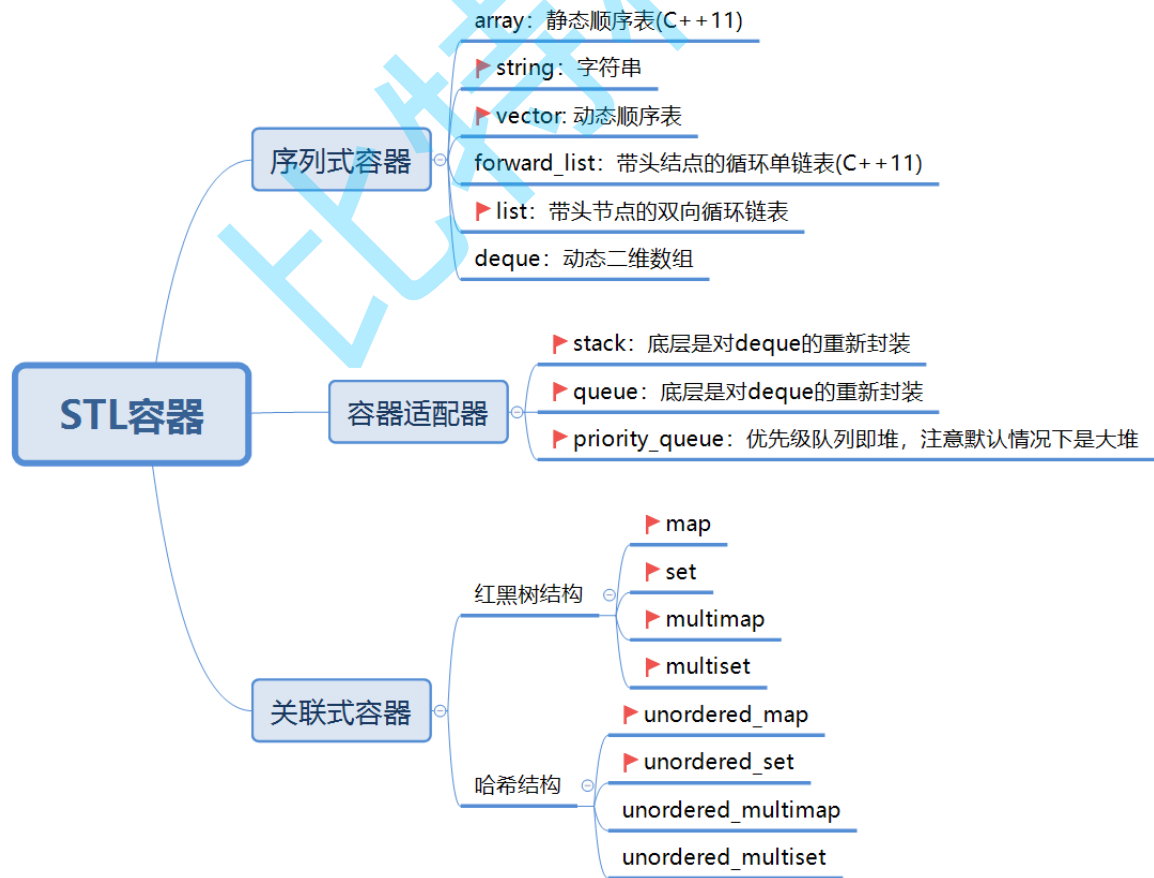 array：静态顺序表(C++11)
string：字符串
vector: 动态顺序表
序列式容器
forward_list：带头结点的循环单链表(C++11)
list：带头节点的双向循环链表
deque：动态二维数组
stack：底层是对deque的重新封装
STL容器
容器适配器
queue：底层是对deque的重新封装
priority_queue：优先级队列即堆，注意默认情况下是大堆
map
红黑树结构
set
multimap
multiset
关联式容器
unordered_map
哈希结构
unordered_set
unordered_multimap
unordered_multiset
比特